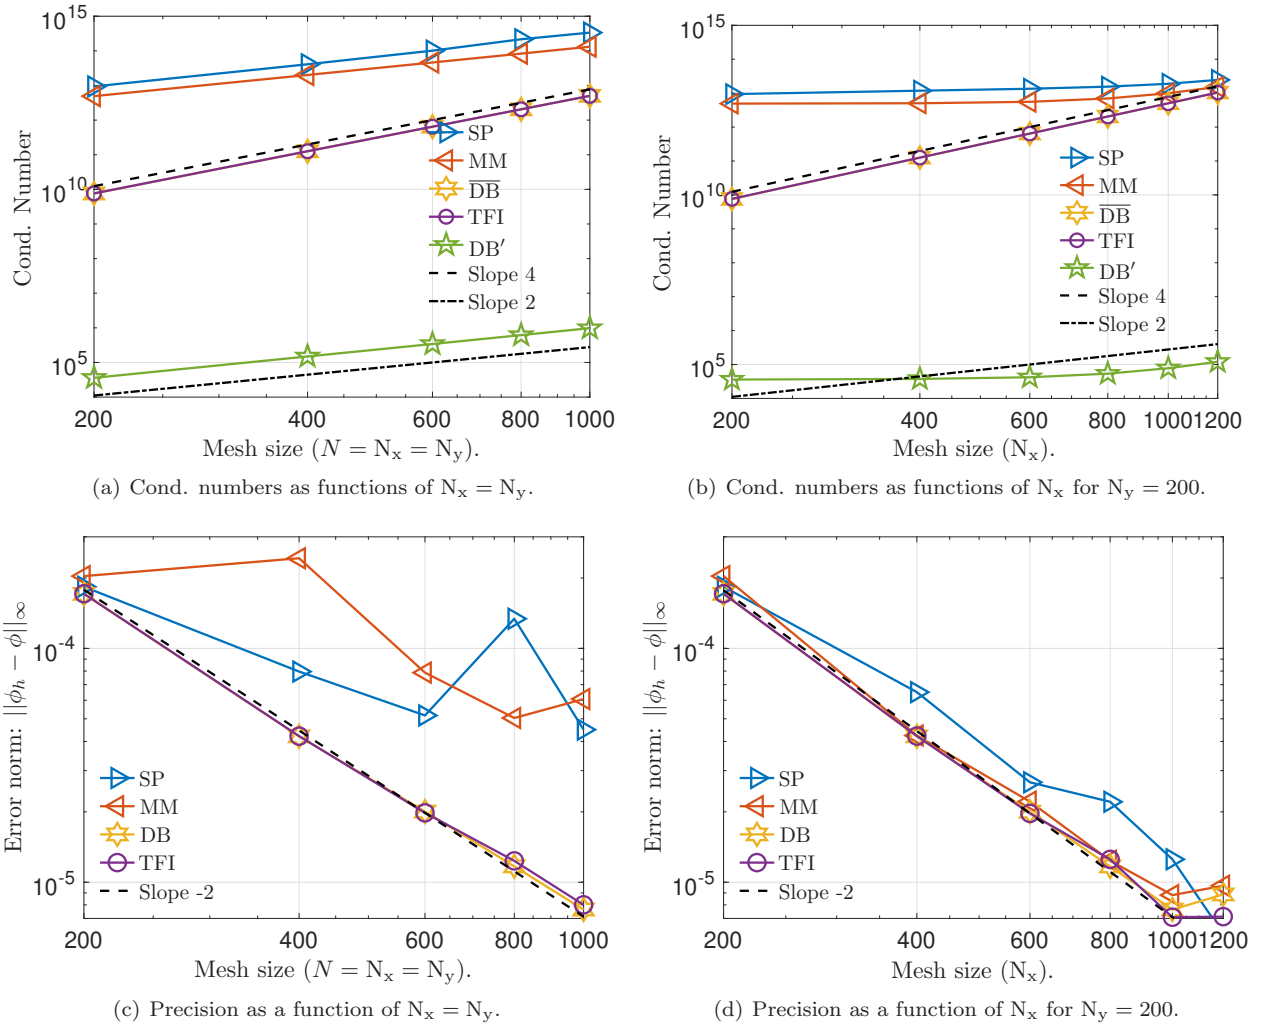 10^15
10^10
10^5
Cond. Number
SP
MM
\overline{DB}
TFI
DB′
Slope 4
Slope 2
200 400 600 800 1000
Mesh size (N = N_x = N_y).
(a) Cond. numbers as functions of N_x = N_y.
10^15
10^10
10^5
Cond. Number
SP
MM
\overline{DB}
TFI
DB′
Slope 4
Slope 2
200 400 600 800 1000 1200
Mesh size (N_x).
(b) Cond. numbers as functions of N_x for N_y = 200.
10^-4
10^-5
Error norm: ||ϕ_h − ϕ||_∞
SP
MM
DB
TFI
Slope -2
200 400 600 800 1000
Mesh size (N = N_x = N_y).
(c) Precision as a function of N_x = N_y.
10^-4
10^-5
Error norm: ||ϕ_h − ϕ||_∞
SP
MM
DB
TFI
Slope -2
200 400 600 800 1000 1200
Mesh size (N_x).
(d) Precision as a function of N_x for N_y = 200.